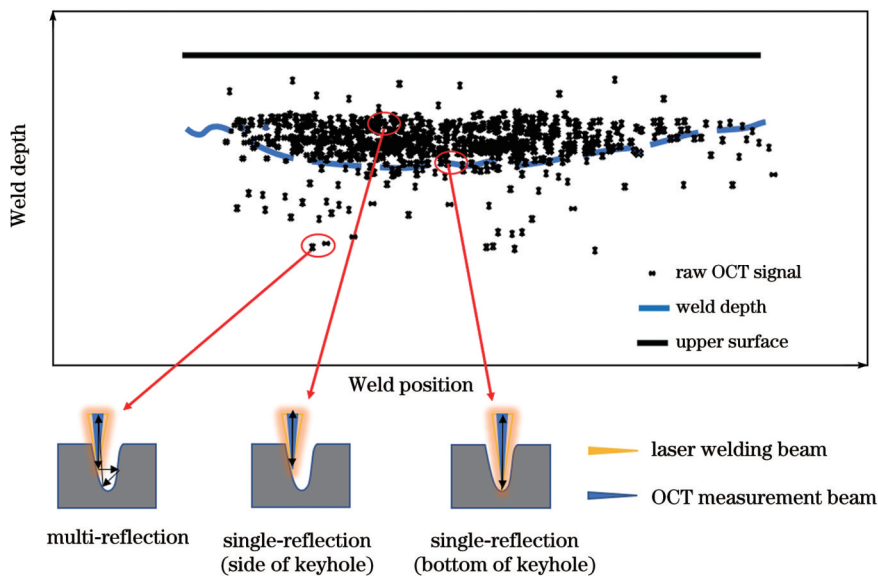 Weld depth
raw OCT signal
weld depth
upper surface
Weld position
laser welding beam
OCT measurement beam
multi-reflection
single-reflection
(side of keyhole)
single-reflection
(bottom of keyhole)